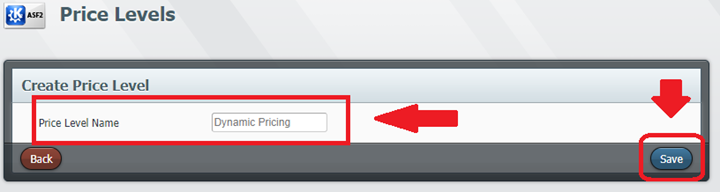 ASF2
Price Levels
Create Price Level
Price Level Name
Dynamic Pricing
Back
Save